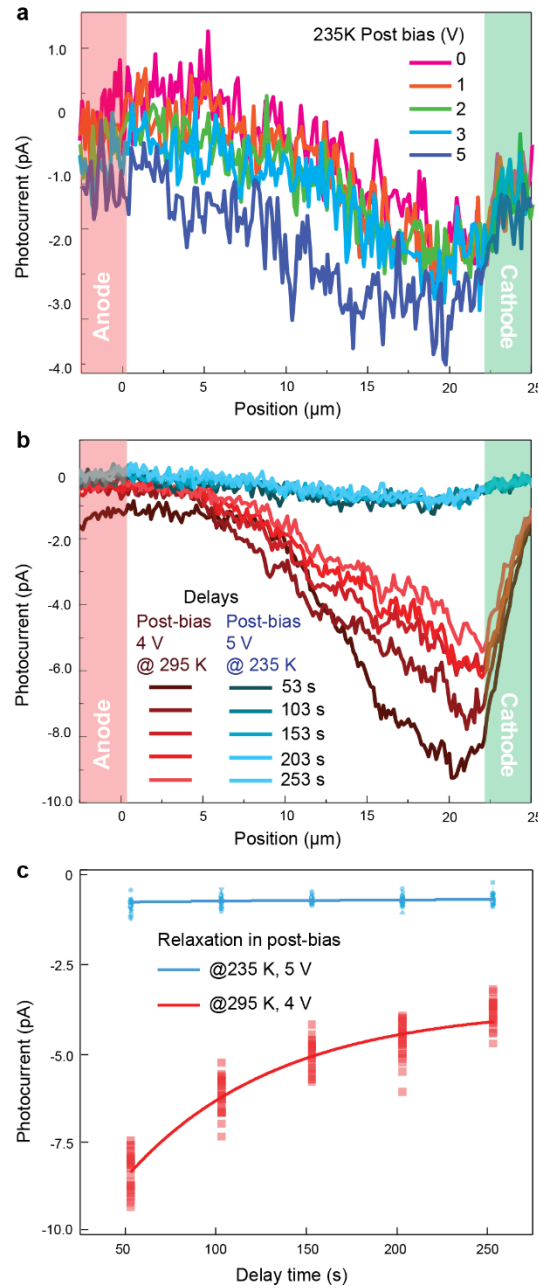 a
235K Post bias (V)
0
1
2
3
5
1.0
0
-1.0
-2.0
-3.0
-4.0
Photocurrent (pA)
Anode
Cathode
0
5
10
15
20
25
Position (µm)
b
0
-2.0
-4.0
-6.0
-8.0
-10.0
Photocurrent (pA)
Delays
Post-bias
4 V
@ 295 K
Post-bias
5 V
@ 235 K
53 s
103 s
153 s
203 s
253 s
Anode
Cathode
0
5
10
15
20
25
Position (µm)
c
0
-2.5
-5.0
-7.5
-10.0
Photocurrent (pA)
Relaxation in post-bias
@235 K, 5 V
@295 K, 4 V
50
100
150
200
250
Delay time (s)